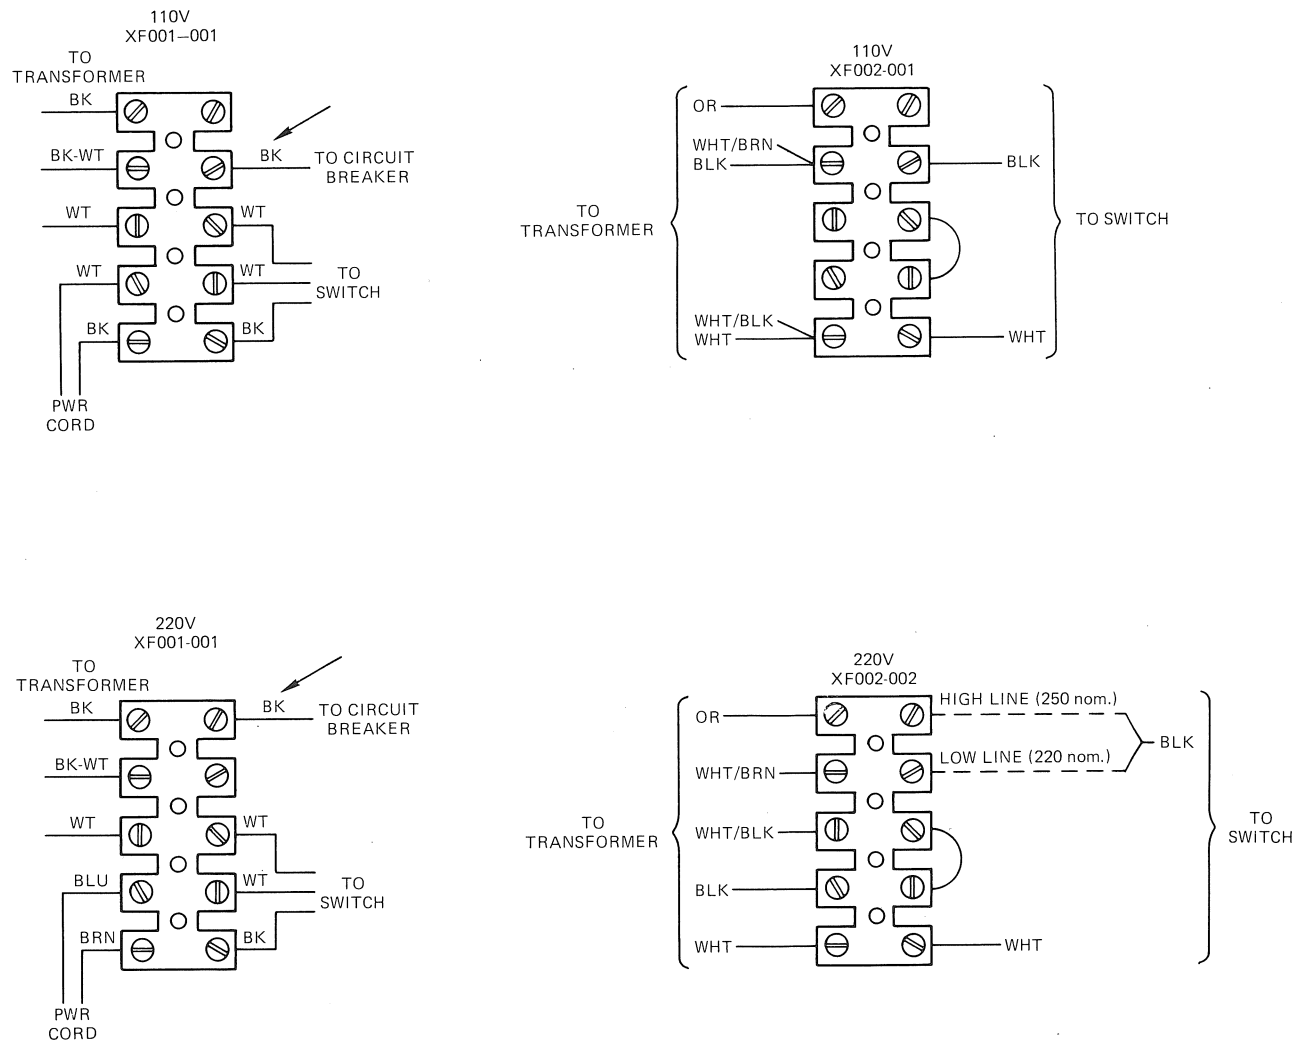 110V
XF001–001
TO
TRANSFORMER
BK
BK-WT
BK
TO CIRCUIT
BREAKER
WT
WT
WT
WT
TO
SWITCH
BK
BK
PWR
CORD
110V
XF002-001
OR
WHT/BRN
BLK
BLK
TO
TRANSFORMER
TO SWITCH
WHT/BLK
WHT
WHT
220V
XF001-001
TO
TRANSFORMER
BK
BK
TO CIRCUIT
BREAKER
BK-WT
WT
WT
BLU
WT
TO
SWITCH
BRN
BK
PWR
CORD
220V
XF002-002
OR
HIGH LINE (250 nom.)
BLK
WHT/BRN
LOW LINE (220 nom.)
TO
TRANSFORMER
WHT/BLK
TO
SWITCH
BLK
WHT
WHT